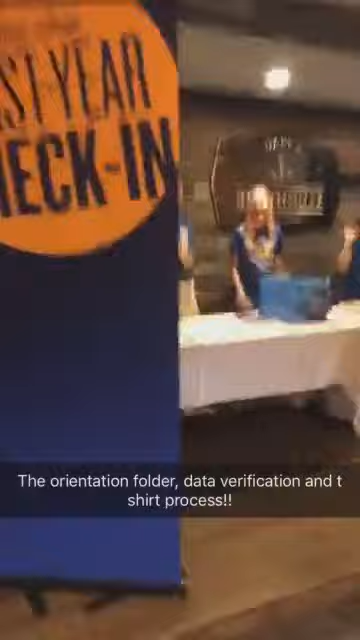 ST YEAR
HECK-IN
The orientation folder, data verification and t
shirt process!!